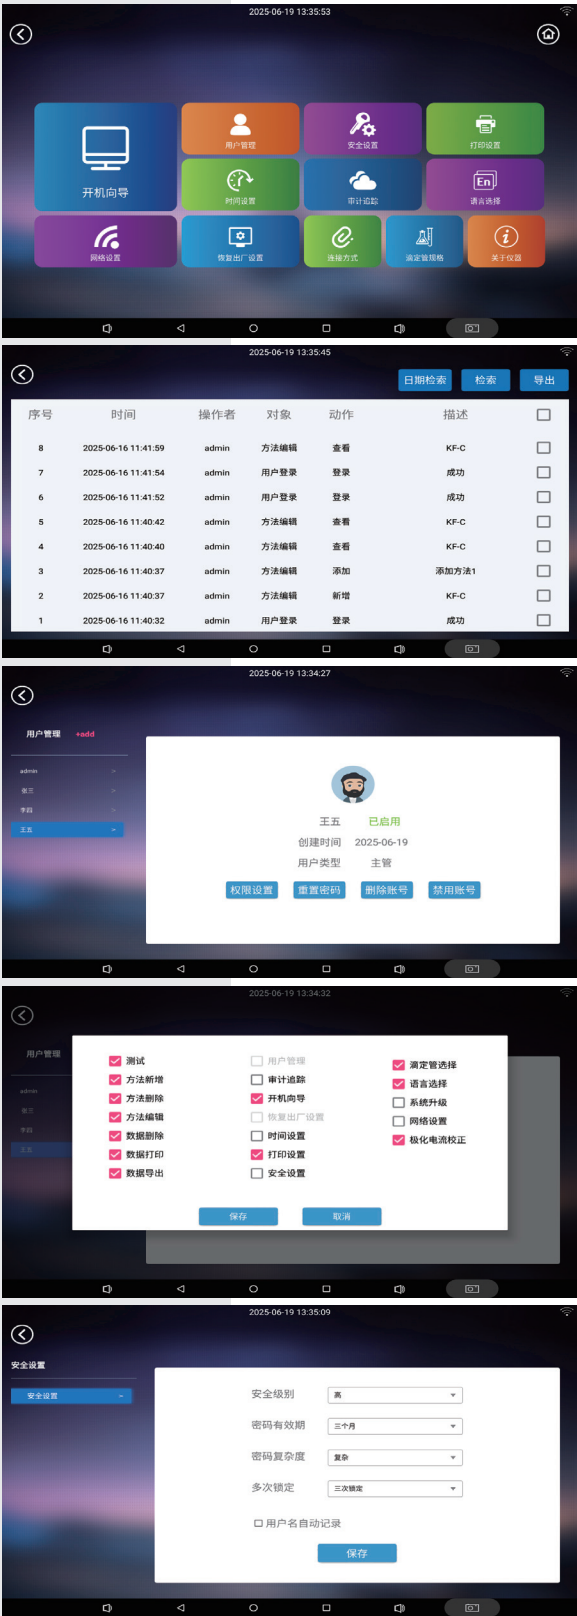 2025-06-19 13:35:53
开机向导
用户管理
安全设置
打印设置
时间设置
审计追踪
En
语言选择
网络设置
恢复出厂设置
连接方式
滴定管规格
关于仪器
2025-06-19 13:35:45
日期检索 检索 导出
序号 时间 操作者 对象 动作 描述
8 2025-06-16 11:41:59 admin 方法编辑 查看 KF-C
7 2025-06-16 11:41:54 admin 用户登录 登录 成功
6 2025-06-16 11:41:52 admin 用户登录 登录 成功
5 2025-06-16 11:40:42 admin 方法编辑 查看 KF-C
4 2025-06-16 11:40:40 admin 方法编辑 查看 KF-C
3 2025-06-16 11:40:37 admin 方法编辑 添加 添加方法1
2 2025-06-16 11:40:37 admin 方法编辑 新增 KF-C
1 2025-06-16 11:40:32 admin 用户登录 登录 成功
2025-06-19 13:34:27
用户管理 +add
admin >
张三 >
李四 >
王五 >
王五 已启用
创建时间 2025-06-19
用户类型 主管
权限设置 重置密码 删除账号 禁用账号
2025-06-19 13:34:32
用户管理
admin
张三
李四
王五
测试 用户管理 滴定管选择
方法新增 审计追踪 语言选择
方法删除 开机向导 系统升级
方法编辑 恢复出厂设置 网络设置
数据删除 时间设置 极化电流校正
数据打印 打印设置
数据导出 安全设置
保存 取消
2025-06-19 13:35:09
安全设置
安全设置
安全级别 高
密码有效期 三个月
密码复杂度 复杂
多次锁定 三次锁定
用户名自动记录
保存